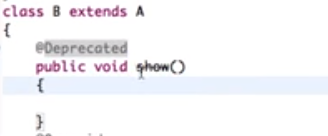 class B extends A
{
@Deprecated
public void show()
{
}